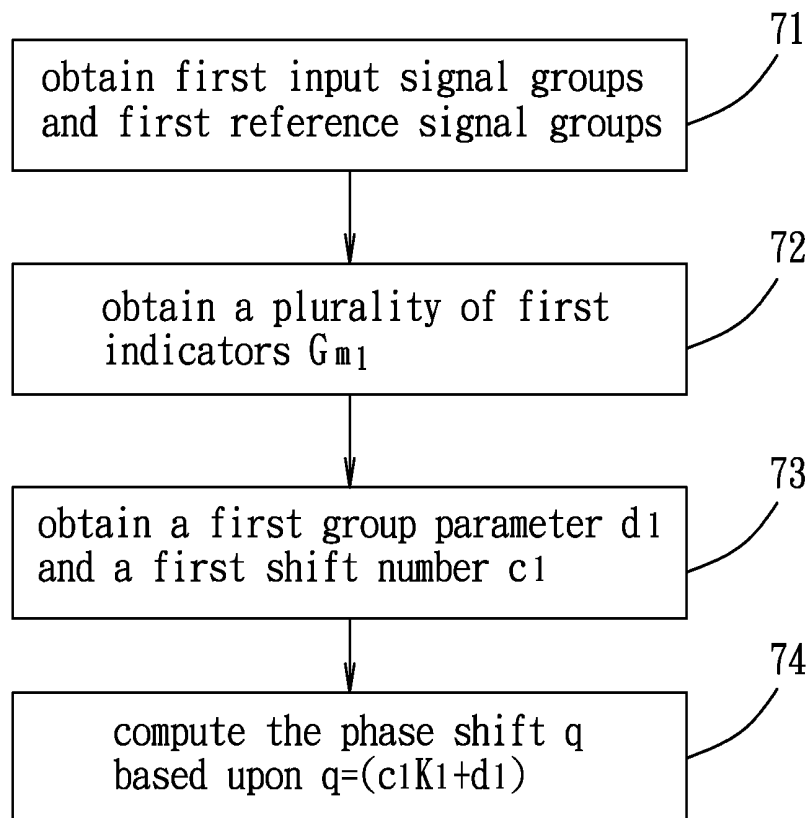 71
obtain first input signal groups
and first reference signal groups
72
obtain a plurality of first
indicators Gm1
73
obtain a first group parameter d1
and a first shift number c1
74
compute the phase shift q
based upon q=(c1K1+d1)